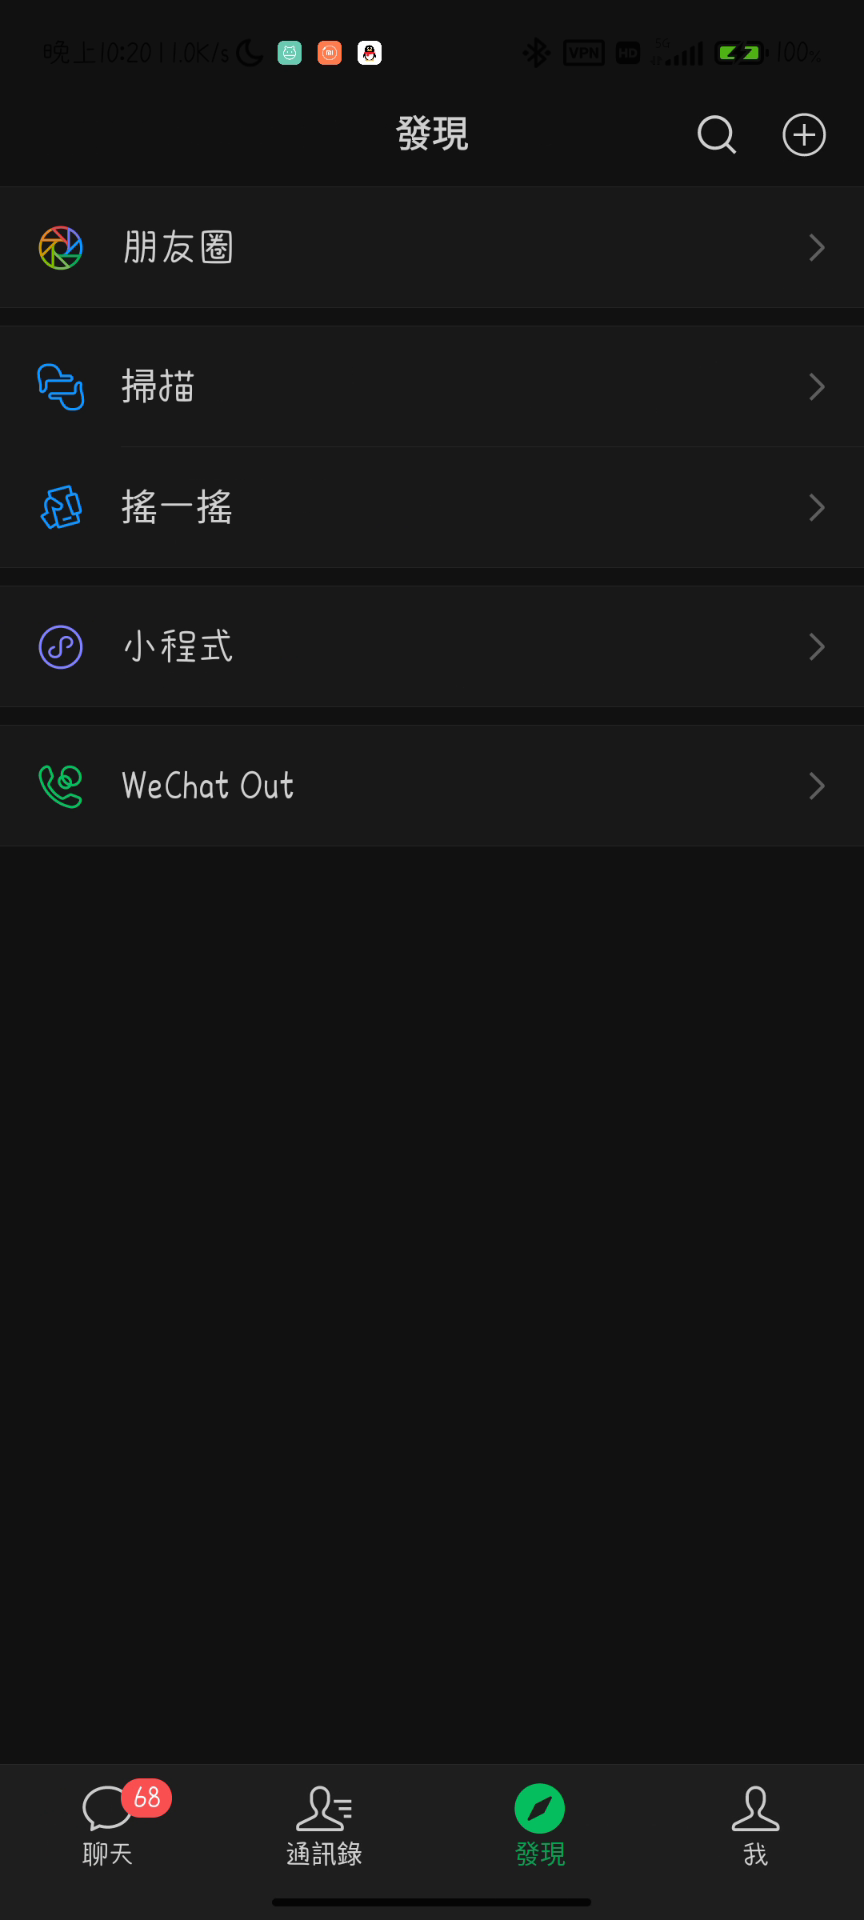 晚上10:20 | 1.0K/s
VPN HD 5G 100%
發現
朋友圈
掃描
搖一搖
小程式
WeChat Out
68
聊天 通訊錄 發現 我